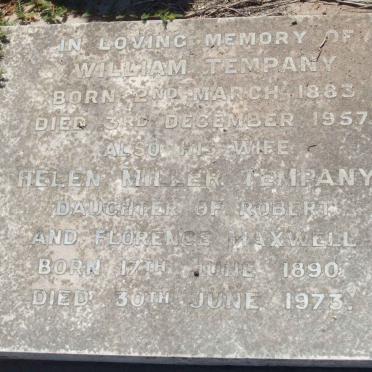 IN LOVING MEMORY OF
WILLIAM TEMPANY
BORN 2ND MARCH 1883
DIED 3RD DECEMBER 1957.
ALSO HIS WIFE
HELEN MILLER TEMPANY
DAUGHTER OF ROBERT
AND FLORENCE MAXWELL
BORN 17TH JUNE 1890.
DIED 30TH JUNE 1973.